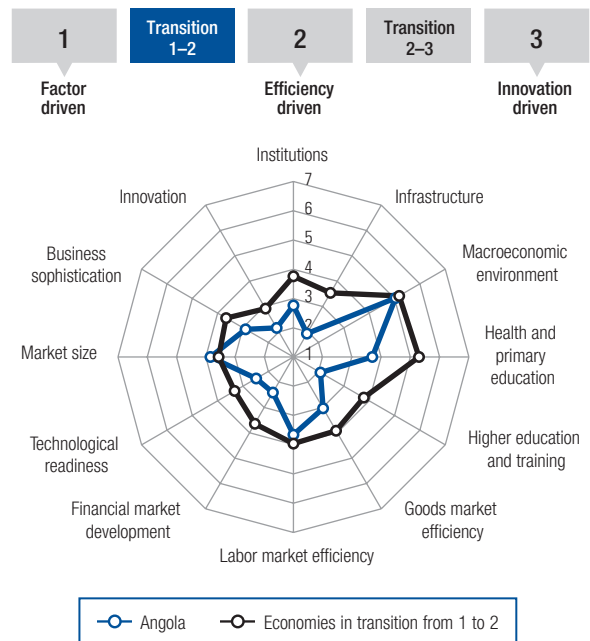 1
Transition
1–2
2
Transition
2–3
3
Factor
driven
Efficiency
driven
Innovation
driven
Institutions
Infrastructure
Macroeconomic
environment
Health and
primary
education
Higher education
and training
Goods market
efficiency
Labor market efficiency
Financial market
development
Technological
readiness
Market size
Business
sophistication
Innovation
7
6
5
4
3
2
1
Angola
Economies in transition from 1 to 2